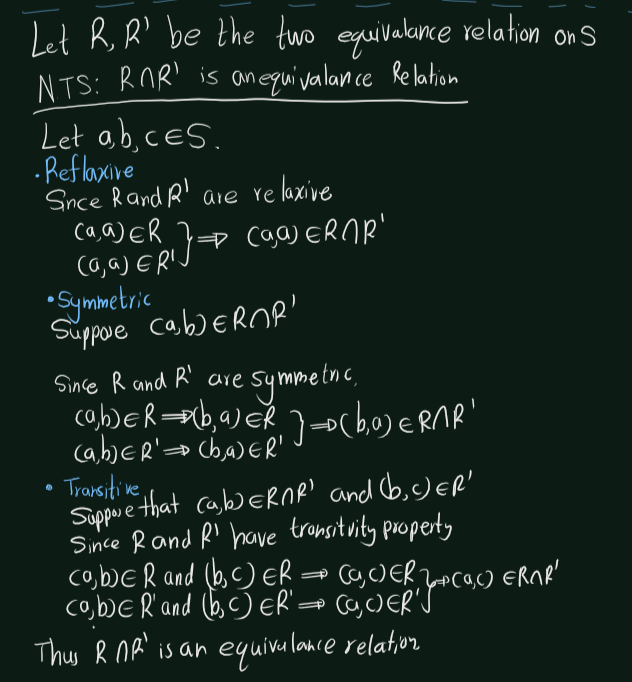 Let R, R' be the two equivalance relation on S
NTS: R∩R' is an equivalance Relation
Let a,b,c∈S.
• Reflaxive
Snce R and R' are relaxive
(a,a)∈R } ⇒ (a,a)∈R∩R'
(a,a)∈R'
• Symmetric
Suppose (a,b)∈R∩R'
Since R and R' are symmetric,
(a,b)∈R ⇒ (b,a)∈R } ⇒ (b,a)∈R∩R'
(a,b)∈R' ⇒ (b,a)∈R'
• Transitive
Suppose that (a,b)∈R∩R' and (b,c)∈R'
Since R and R' have transitvity property
(a,b)∈R and (b,c)∈R ⇒ (a,c)∈R } ⇒ (a,c)∈R∩R'
(a,b)∈R' and (b,c)∈R' ⇒ (a,c)∈R'
Thus R∩R' is an equivalance relation